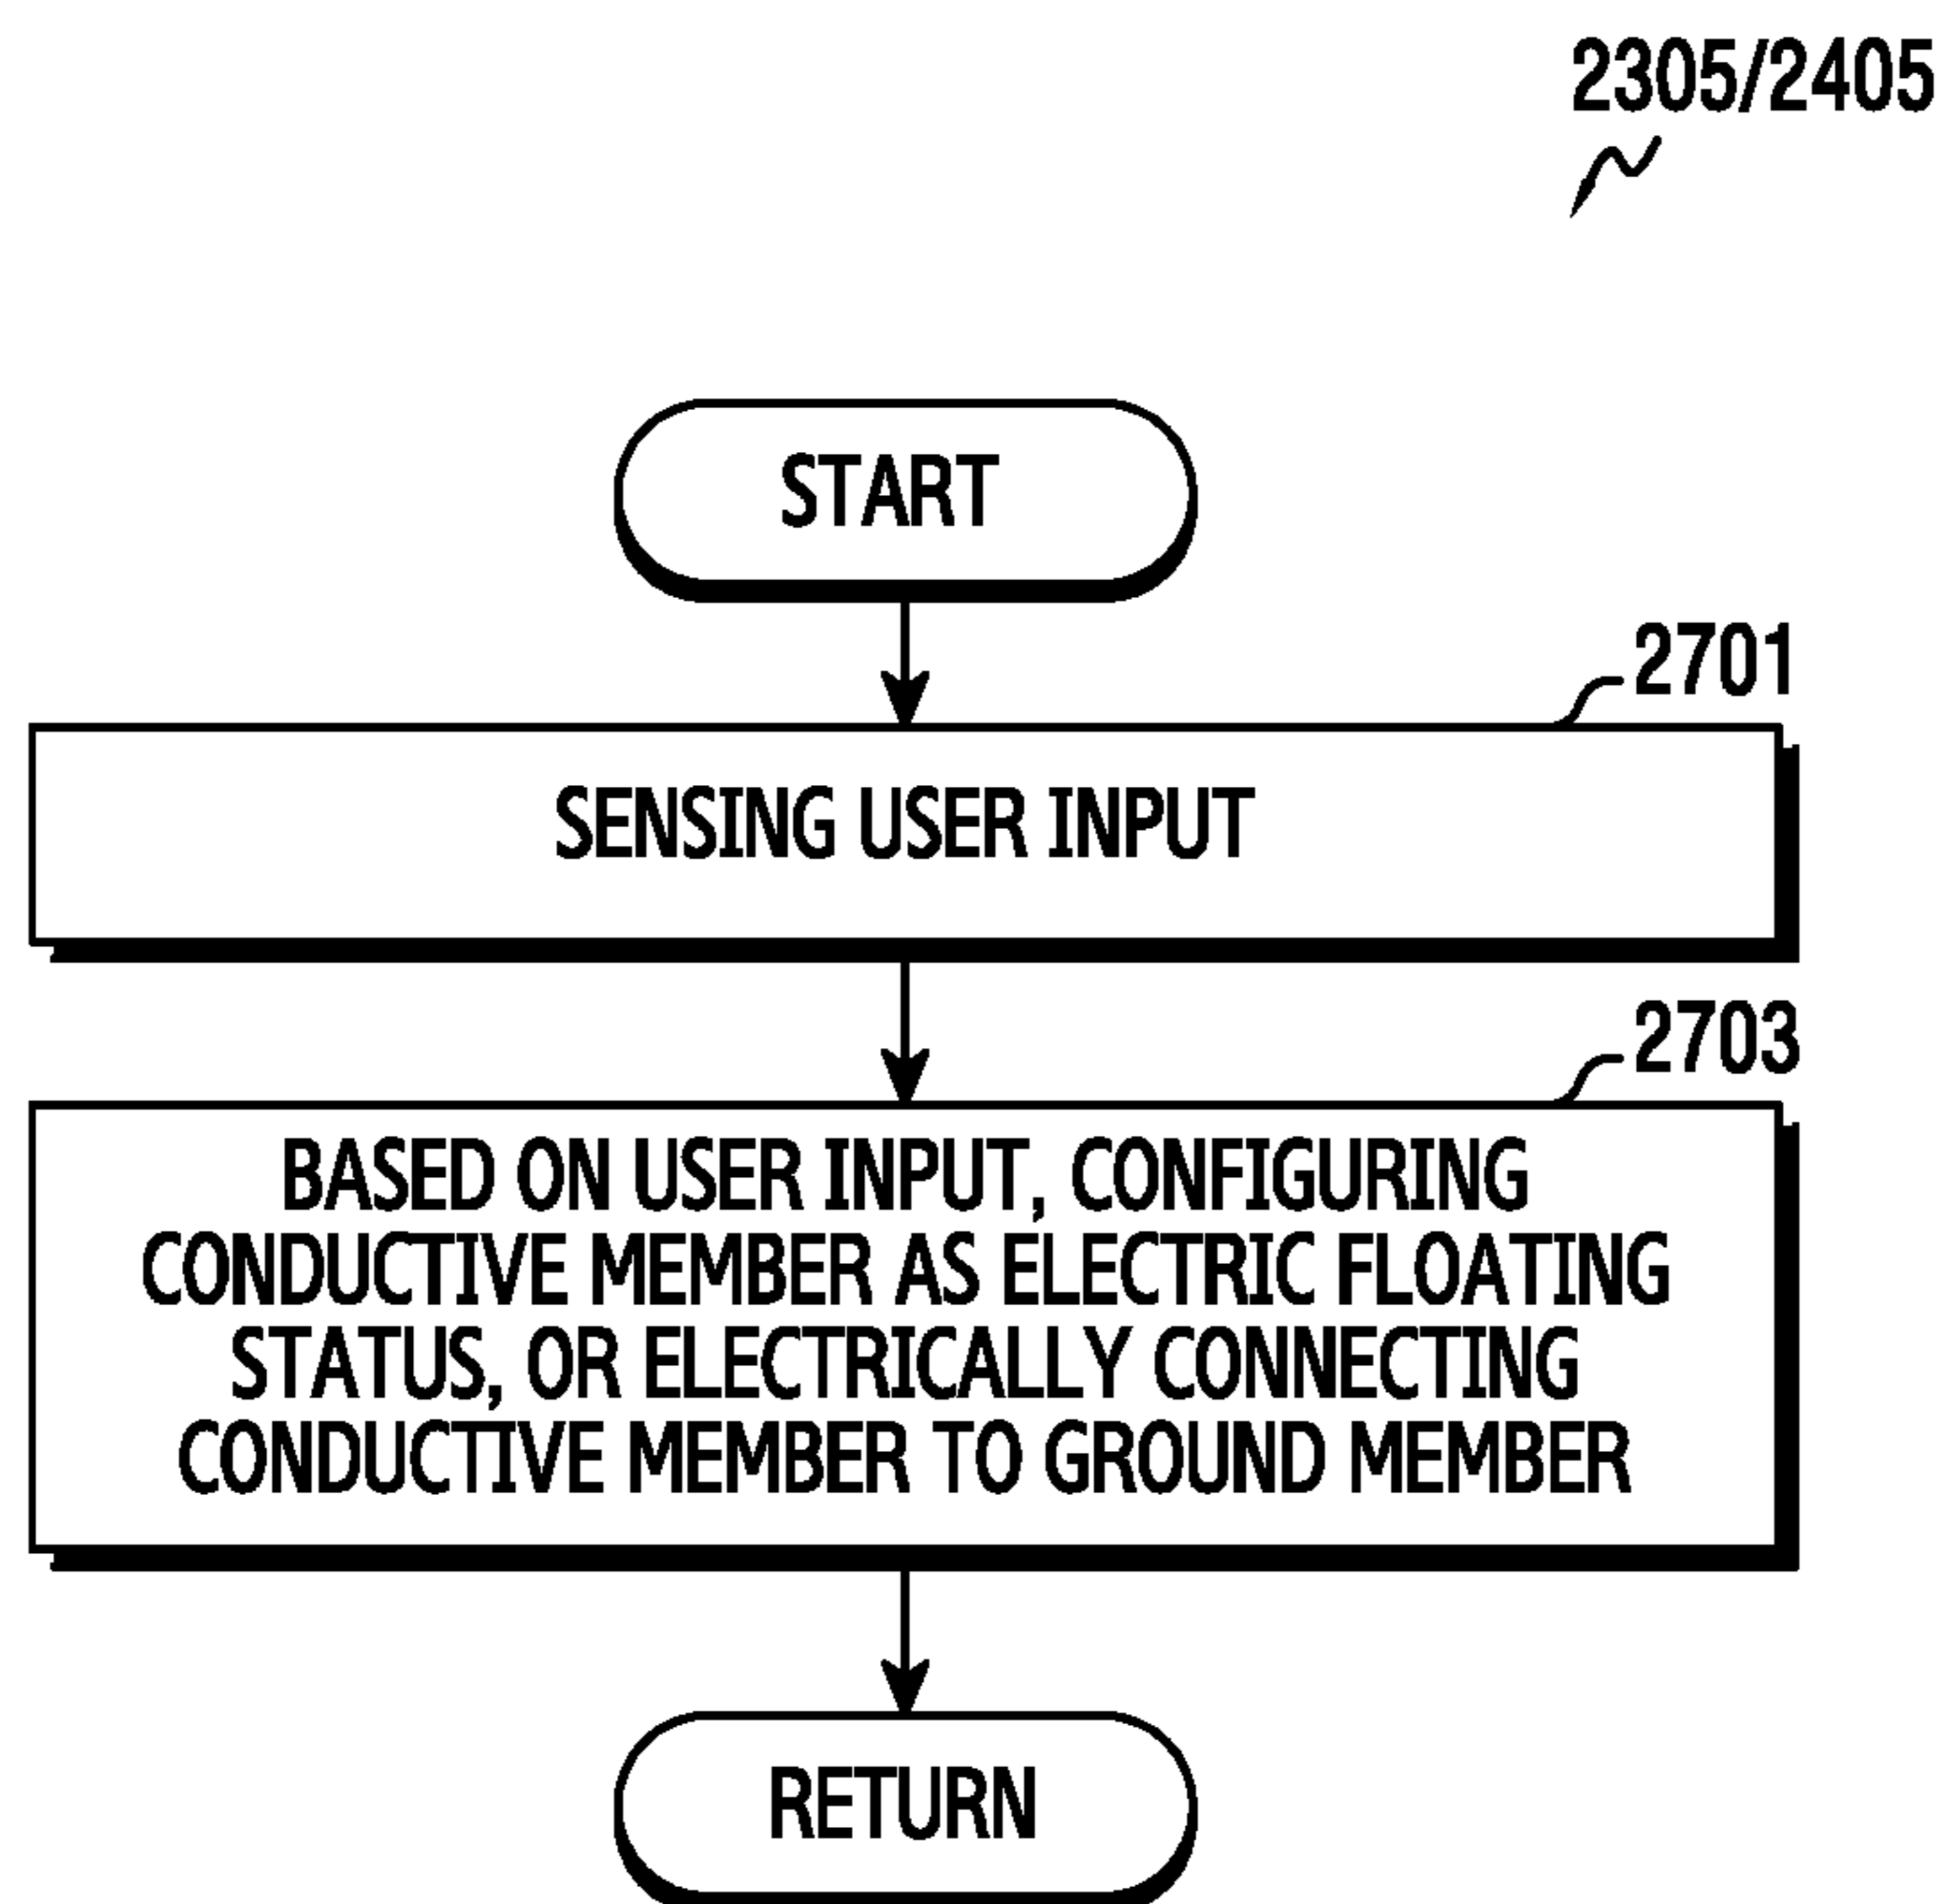 2305/2405
START
2701
SENSING USER INPUT
2703
BASED ON USER INPUT, CONFIGURING
CONDUCTIVE MEMBER AS ELECTRIC FLOATING
STATUS, OR ELECTRICALLY CONNECTING
CONDUCTIVE MEMBER TO GROUND MEMBER
RETURN